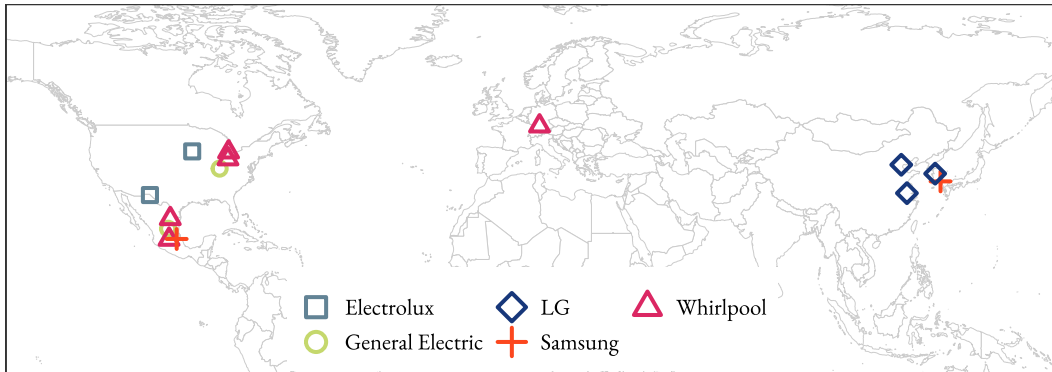 Electrolux
LG
Whirlpool
General Electric
Samsung